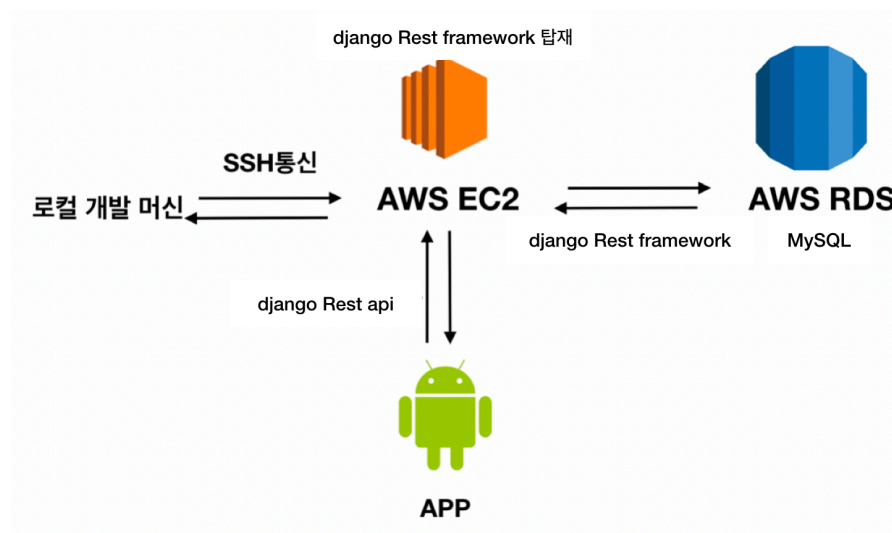 django Rest framework 탑재
SSH통신
로컬 개발 머신
AWS EC2
AWS RDS
django Rest framework
MySQL
django Rest api
APP